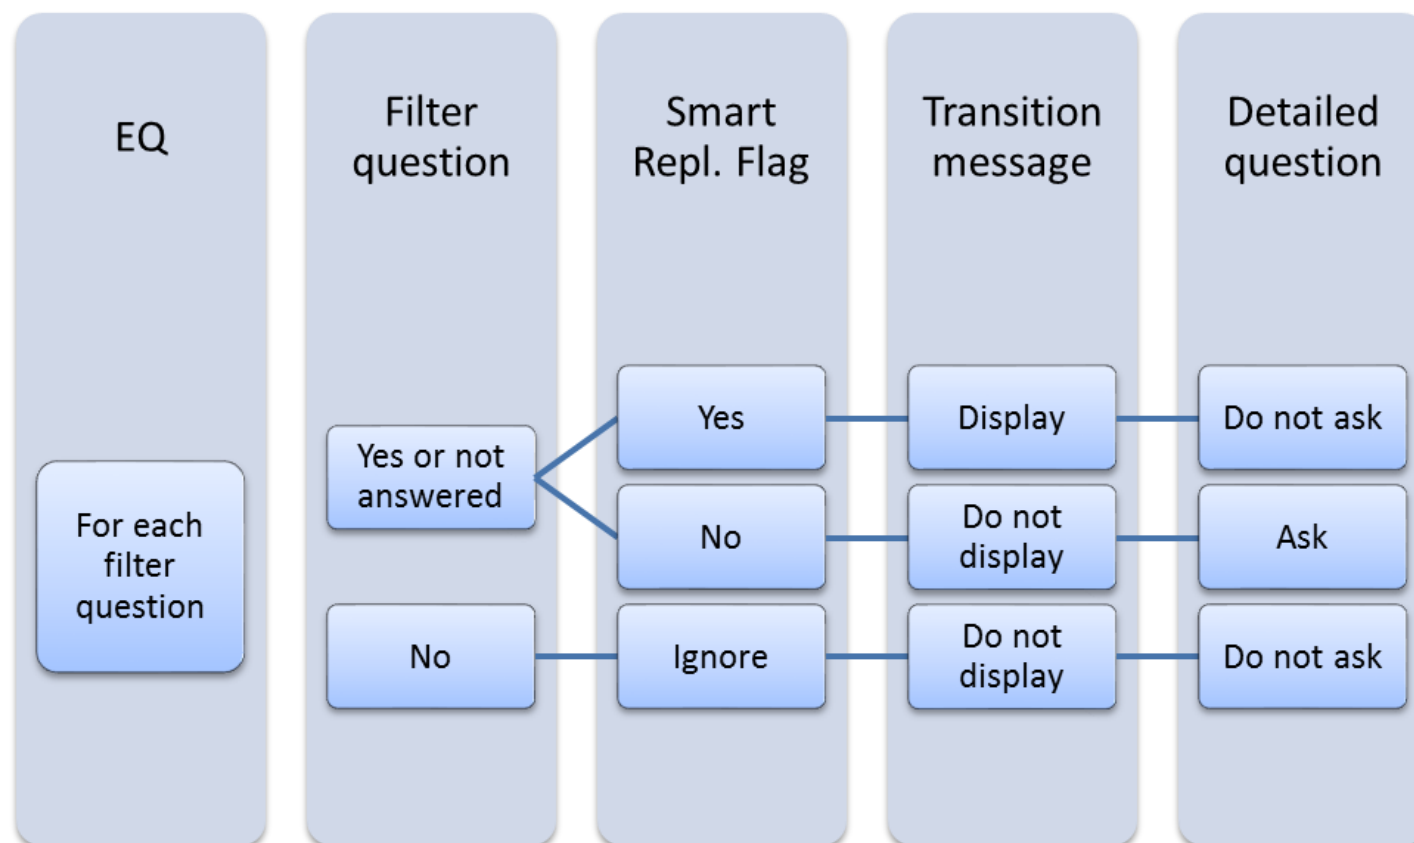 EQ
Filter
question
Smart
Repl. Flag
Transition
message
Detailed
question
For each
filter
question
Yes or not
answered
Yes
Display
Do not ask
No
Do not
display
Ask
No
Ignore
Do not
display
Do not ask